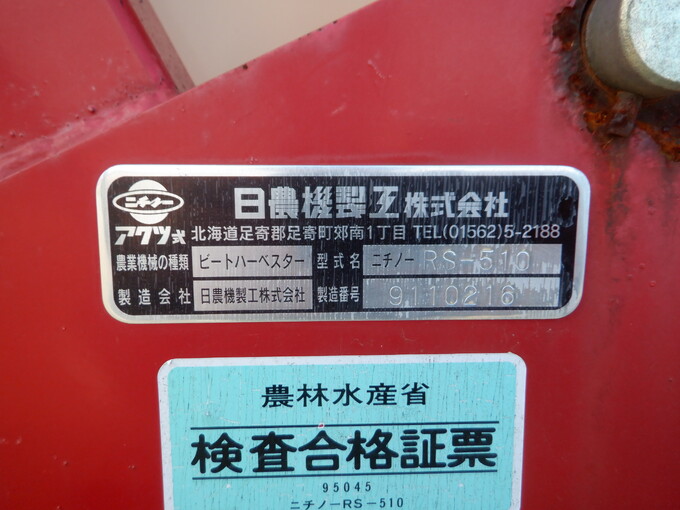 ニチノー
日農機製工株式会社
アクツ式 北海道足寄郡足寄町郊南1丁目 TEL(01562)5-2188
農業機械の種類 ビートハーベスター 型式名 ニチノー RS-510
製造会社 日農機製工株式会社 製造番号 9110216
農林水産省
検査合格証票
95045
ニチノーRS-510